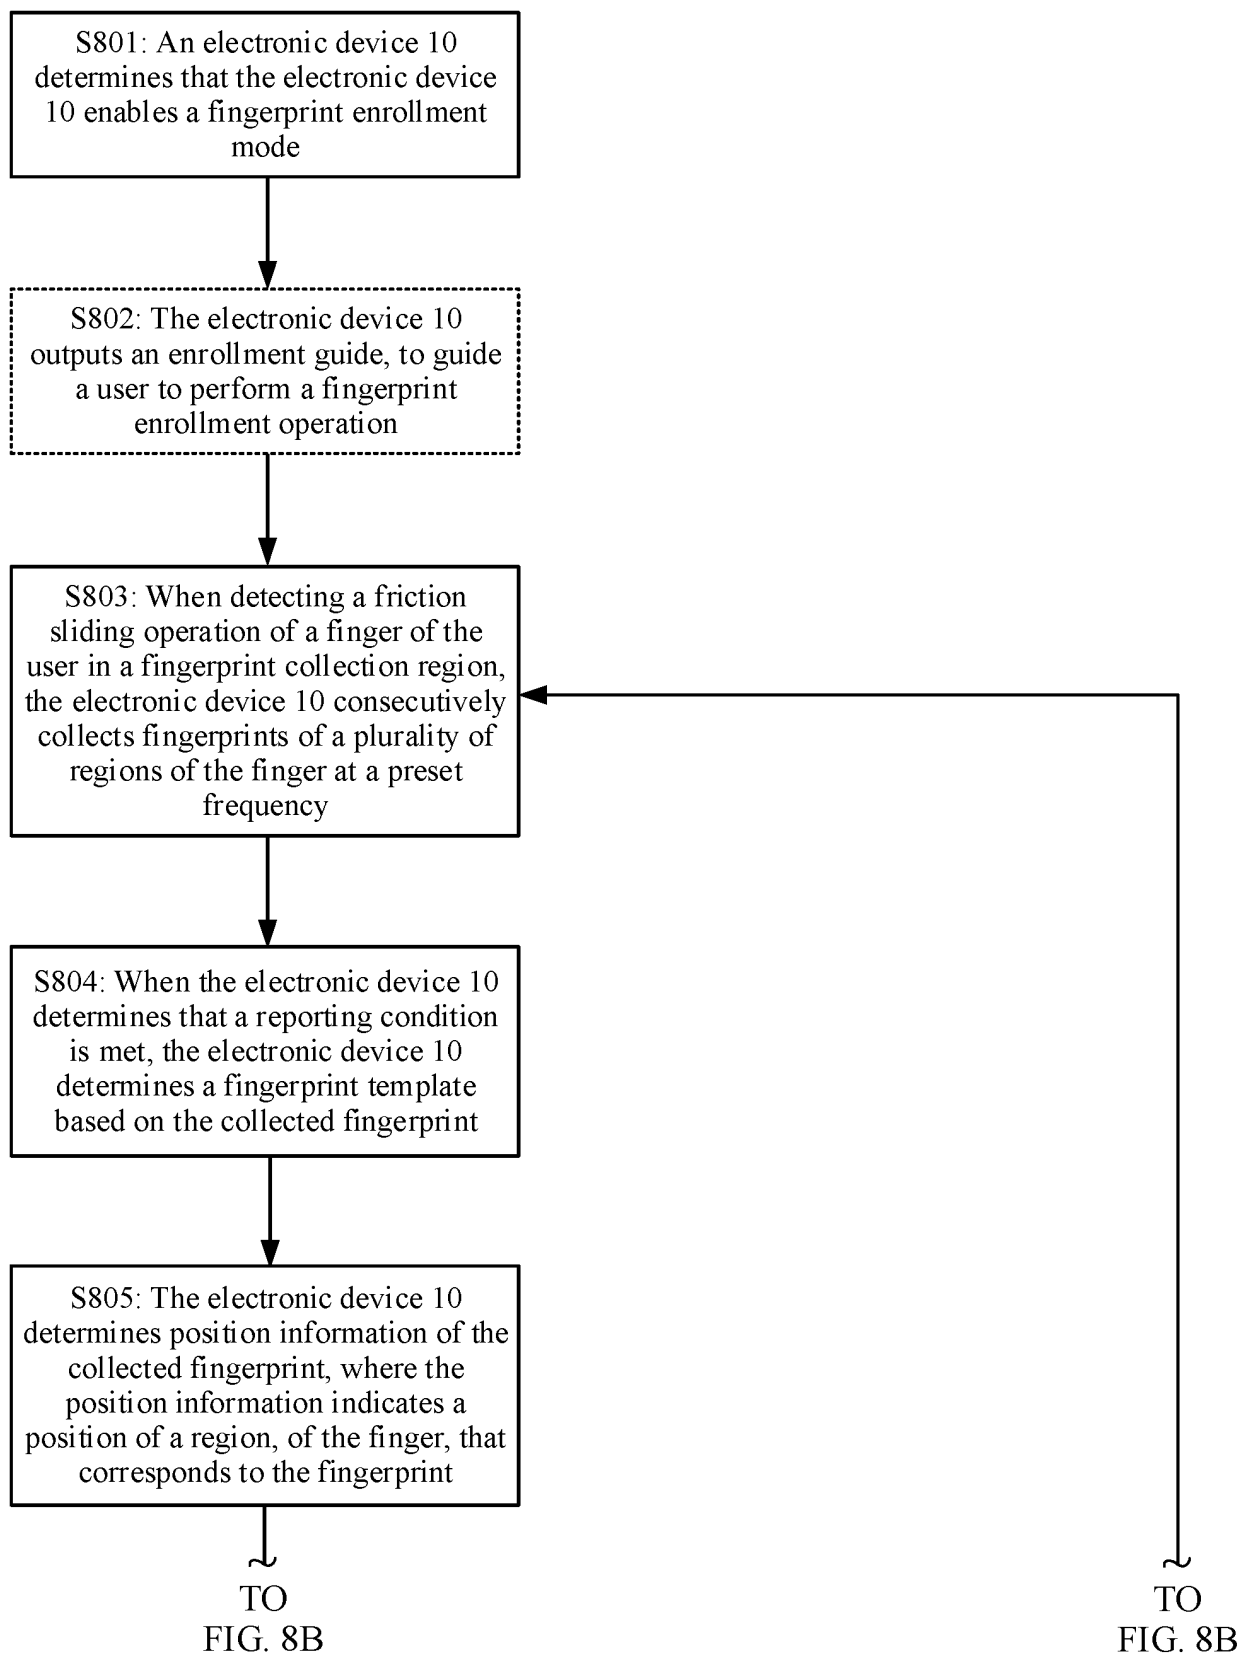 S801: An electronic device 10
determines that the electronic device
10 enables a fingerprint enrollment
mode
S802: The electronic device 10
outputs an enrollment guide, to guide
a user to perform a fingerprint
enrollment operation
S803: When detecting a friction
sliding operation of a finger of the
user in a fingerprint collection region,
the electronic device 10 consecutively
collects fingerprints of a plurality of
regions of the finger at a preset
frequency
S804: When the electronic device 10
determines that a reporting condition
is met, the electronic device 10
determines a fingerprint template
based on the collected fingerprint
S805: The electronic device 10
determines position information of the
collected fingerprint, where the
position information indicates a
position of a region, of the finger, that
corresponds to the fingerprint
TO
FIG. 8B
TO
FIG. 8B